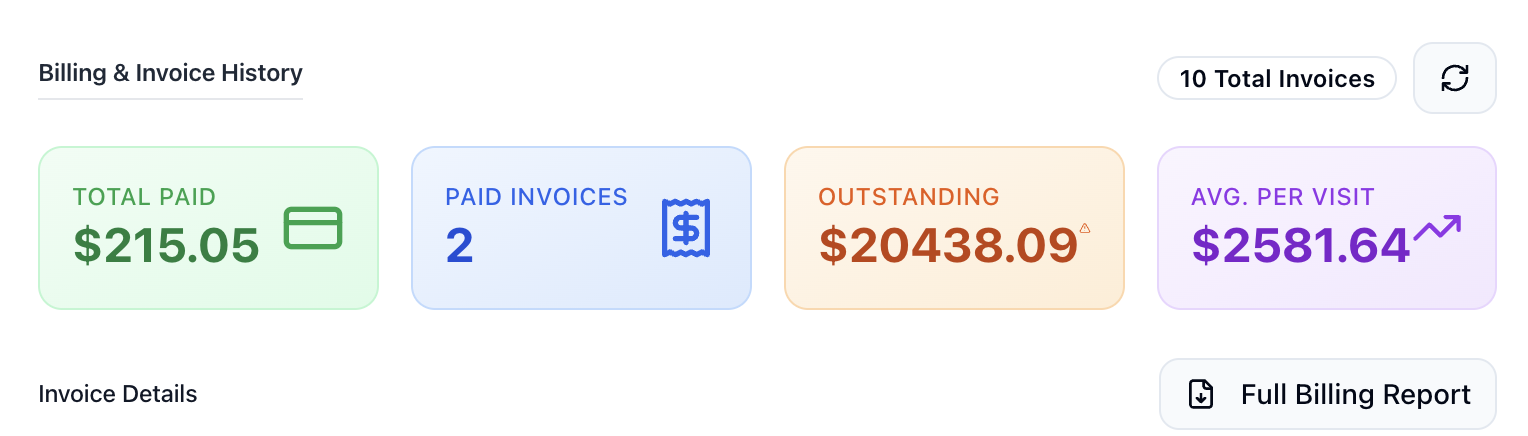 Billing & Invoice History
10 Total Invoices
TOTAL PAID
$215.05
PAID INVOICES
2
OUTSTANDING
$20438.09
AVG. PER VISIT
$2581.64
Invoice Details
Full Billing Report